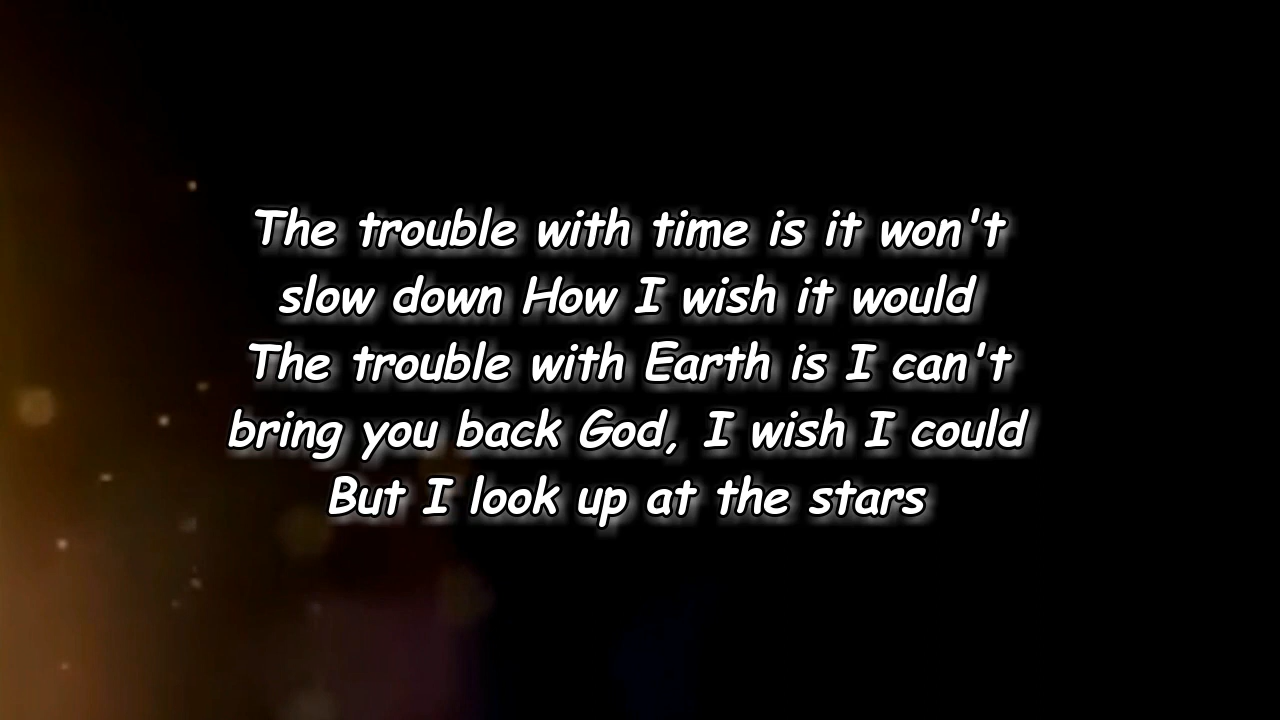 The trouble with time is it won't
slow down How I wish it would
The trouble with Earth is I can't
bring you back God, I wish I could
But I look up at the stars